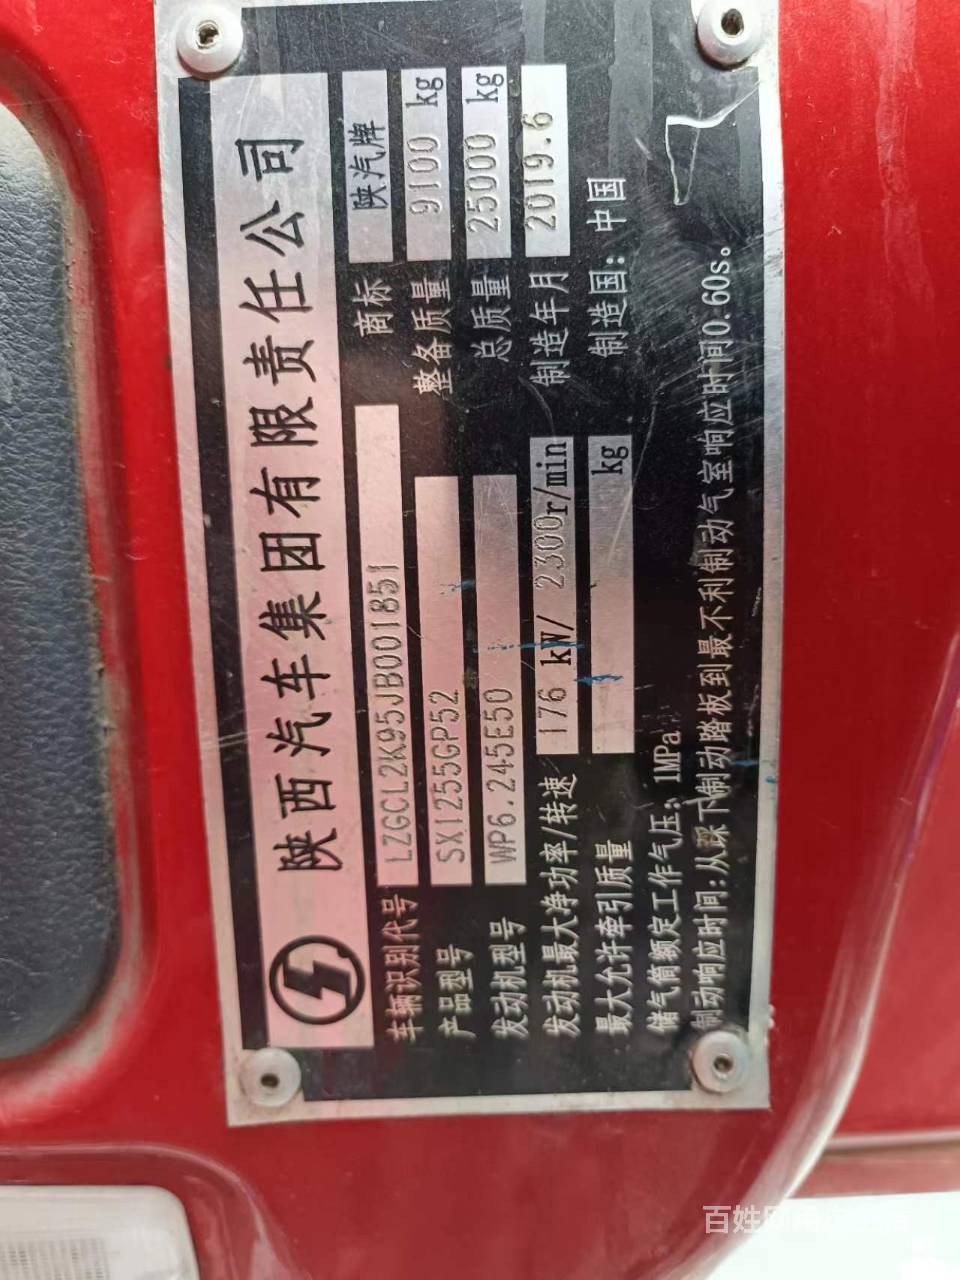 陕西汽车集团有限责任公司
车辆识别代号 LZGCL2K95JB001851 商标 陕汽牌
产品型号 SX1255GP52 整备质量 9100 kg
发动机型号 WP6.245E50 总质量 25000 kg
发动机最大净功率/转速 176 kW/ 2300r/min 制造年月 2019.6
最大允许牵引质量 kg 制造国：中国
储气筒额定工作气压：1MPa
制动响应时间：从踩下制动踏板到最不利制动气室响应时间0.60s。
百姓网